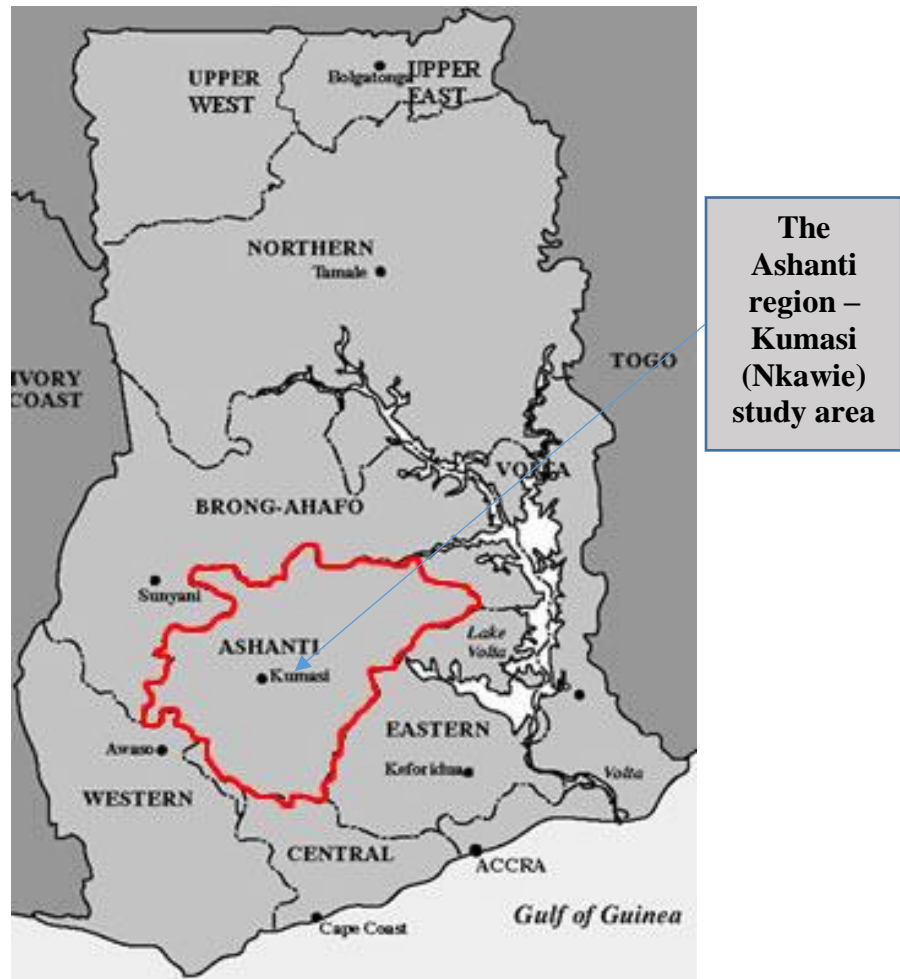 UPPER
WEST
Bolgatonga
UPPER
EAST
NORTHERN
Tamale
IVORY
COAST
TOGO
The
Ashanti
region –
Kumasi
(Nkawie)
study area
VOLTA
BRONG-AHAFO
Sunyani
ASHANTI
Kumasi
Lake
Volta
EASTERN
Awaso
Keforidua
Volta
WESTERN
CENTRAL
ACCRA
Gulf of Guinea
Cape Coast